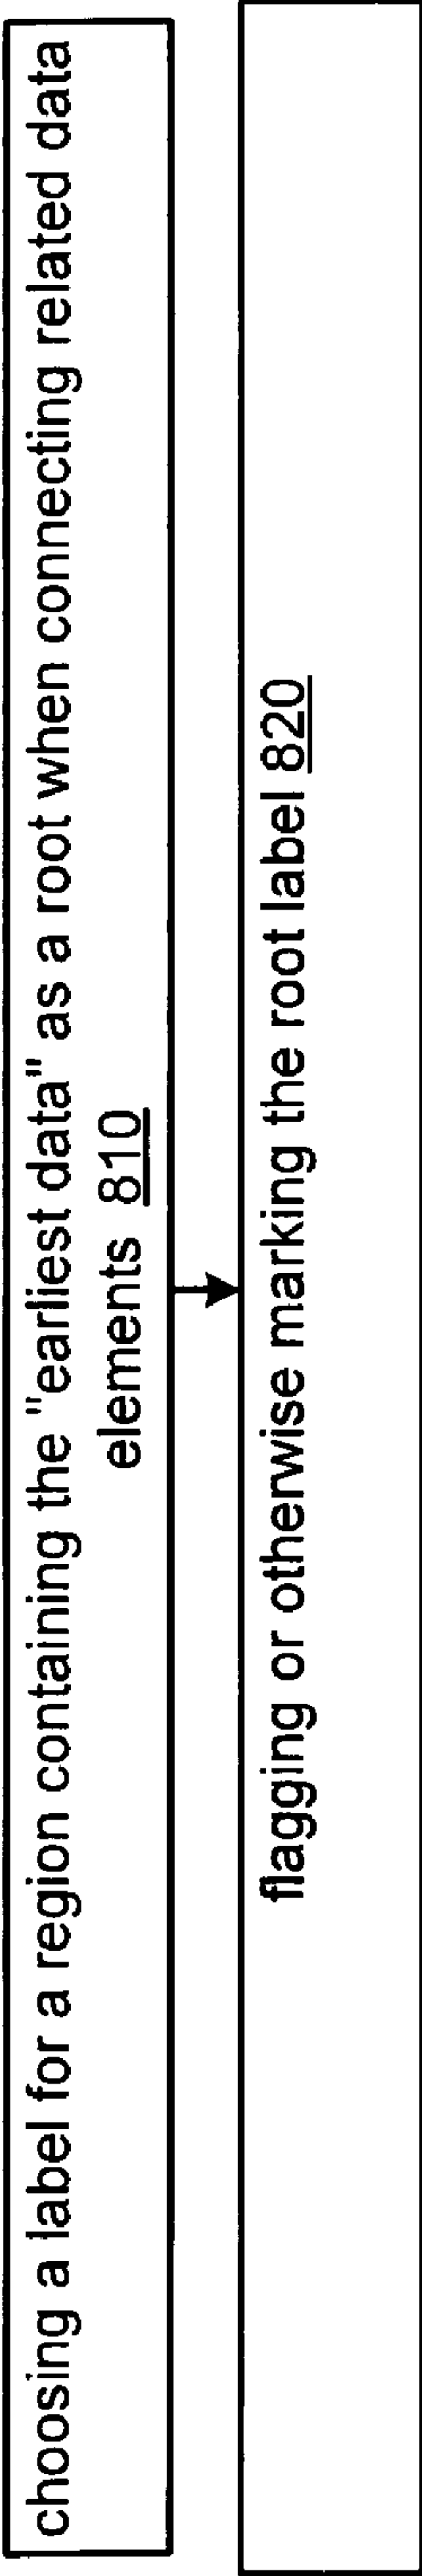 choosing a label for a region containing the "earliest data" as a root when connecting related data
elements 810
flagging or otherwise marking the root label 820